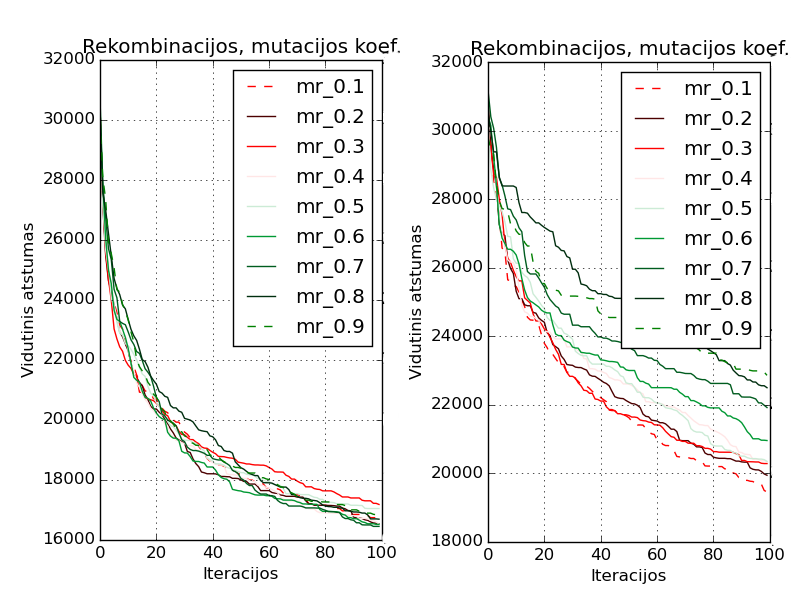 Rekombinacijos, mutacijos koef.
32000
30000
28000
26000
24000
22000
20000
18000
16000
0
20
40
60
80
100
Vidutinis atstumas
Iteracijos
mr_0.1
mr_0.2
mr_0.3
mr_0.4
mr_0.5
mr_0.6
mr_0.7
mr_0.8
mr_0.9
Rekombinacijos, mutacijos koef.
32000
30000
28000
26000
24000
22000
20000
18000
0
20
40
60
80
100
Vidutinis atstumas
Iteracijos
mr_0.1
mr_0.2
mr_0.3
mr_0.4
mr_0.5
mr_0.6
mr_0.7
mr_0.8
mr_0.9